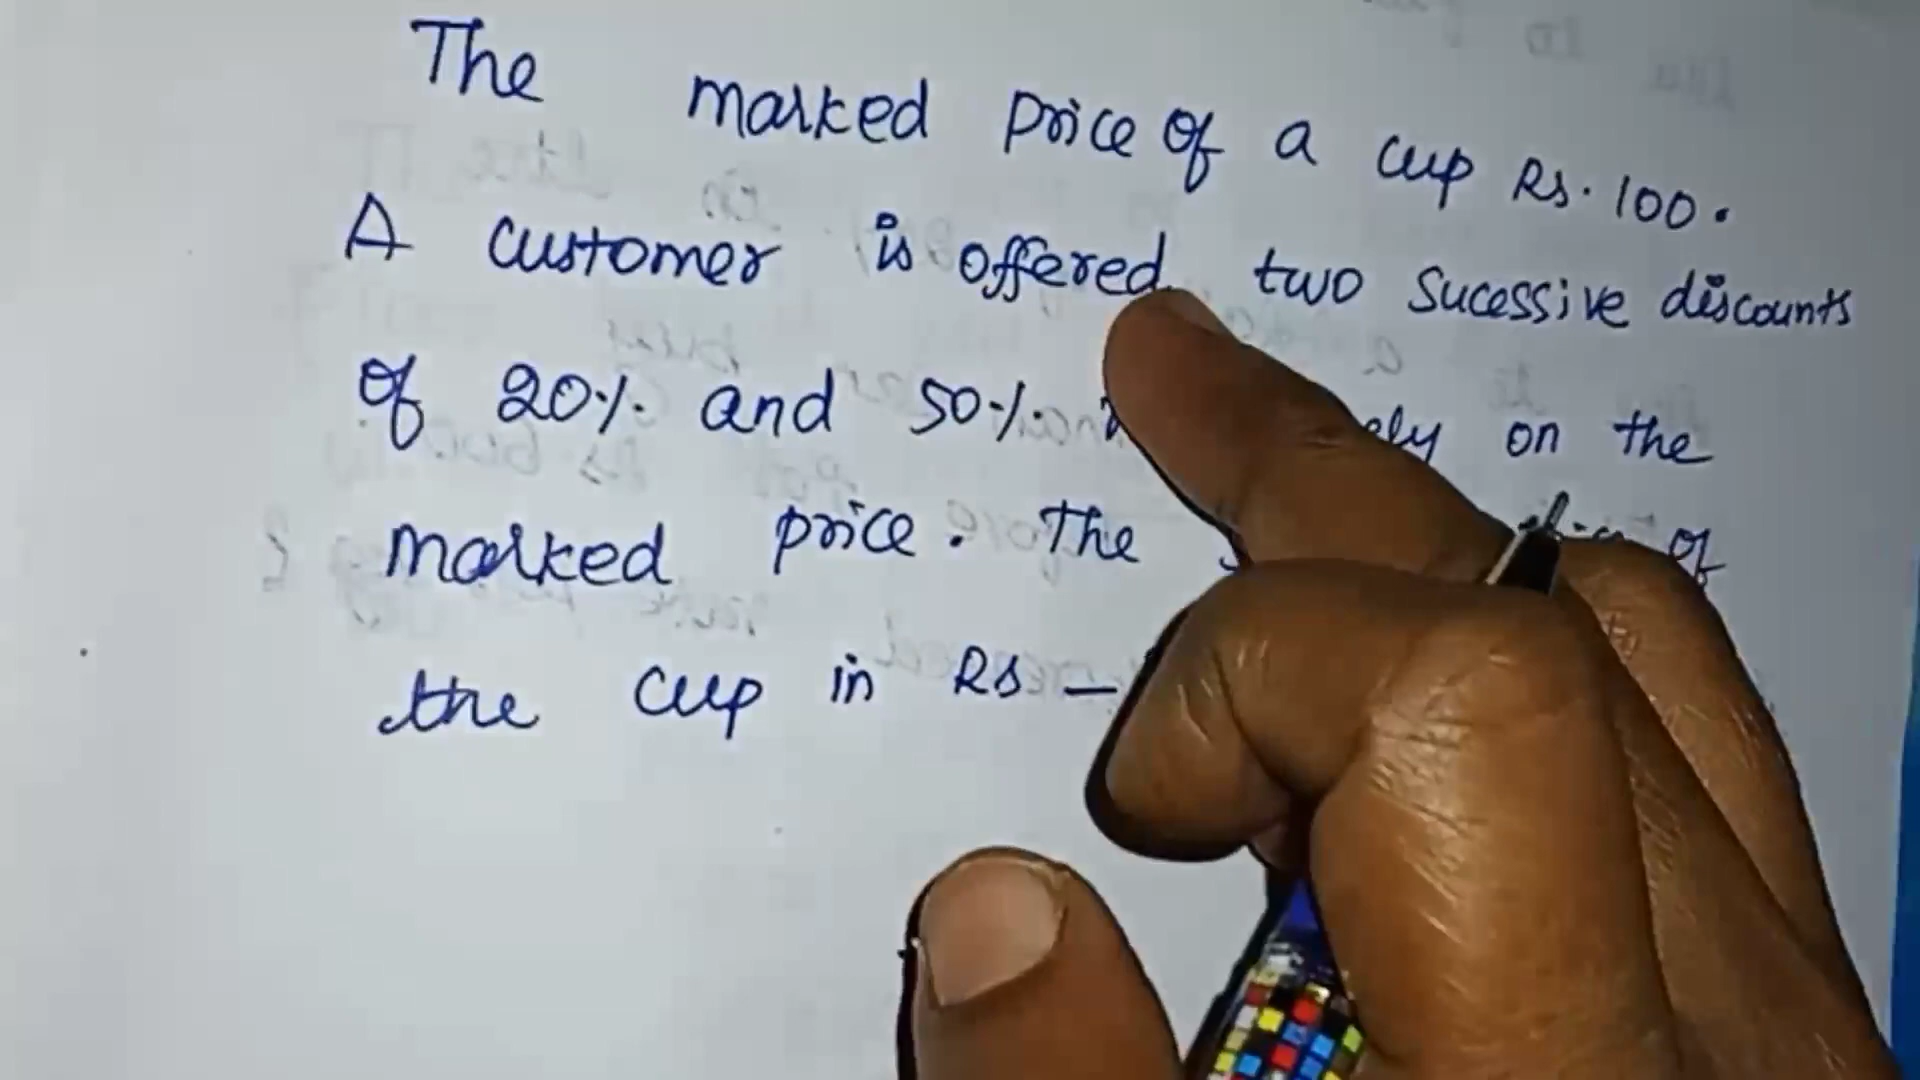 The marked price of a cup Rs. 100.
A customer is offered two Sucessive discounts
of 20% and 50% on the
marked price. The of
the cup in Rs —